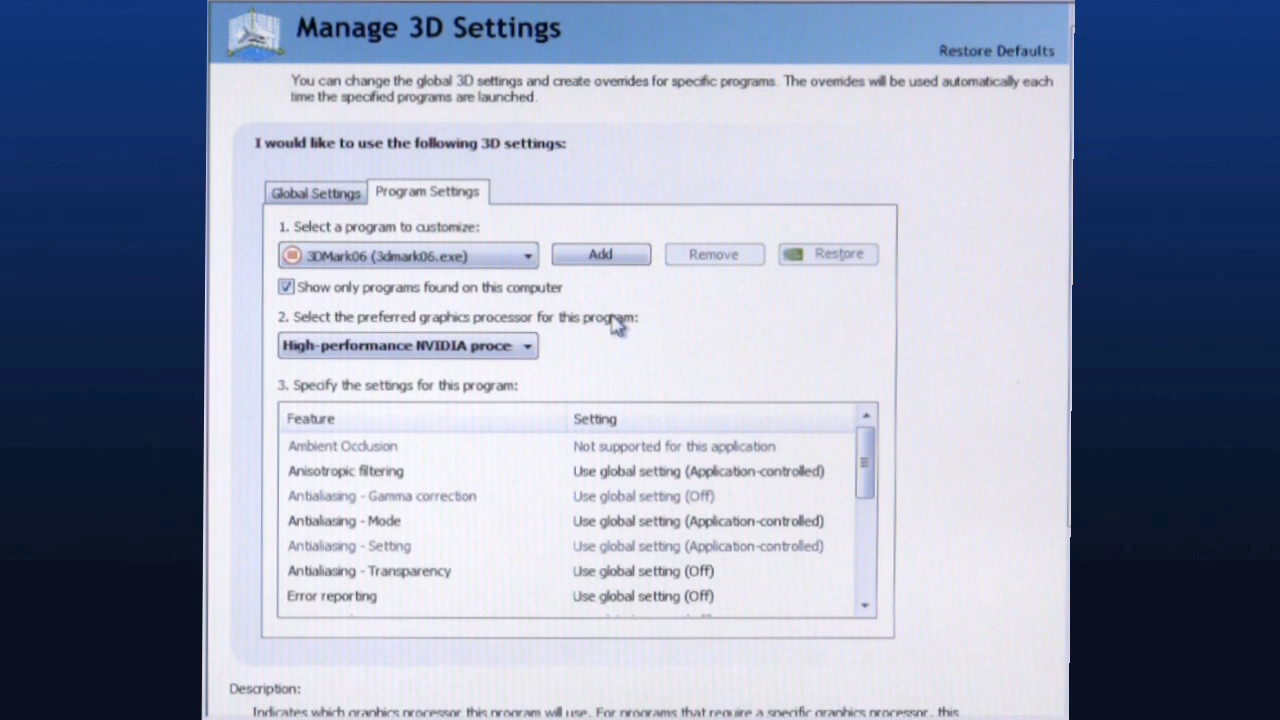 Manage 3D Settings
Restore Defaults
You can change the global 3D settings and create overrides for specific programs. The overrides will be used automatically each
time the specified programs are launched.
I would like to use the following 3D settings:
Global Settings
Program Settings
1. Select a program to customize:
3DMark06 (3dmark06.exe)
Add
Remove
Restore
Show only programs found on this computer
2. Select the preferred graphics processor for this program:
High-performance NVIDIA proce
3. Specify the settings for this program:
Feature Setting
Ambient Occlusion Not supported for this application
Anisotropic filtering Use global setting (Application-controlled)
Antialiasing - Gamma correction Use global setting (Off)
Antialiasing - Mode Use global setting (Application-controlled)
Antialiasing - Setting Use global setting (Application-controlled)
Antialiasing - Transparency Use global setting (Off)
Error reporting Use global setting (Off)
Description:
Indicates which graphics processor this program will use. For programs that require a specific graphics processor, this